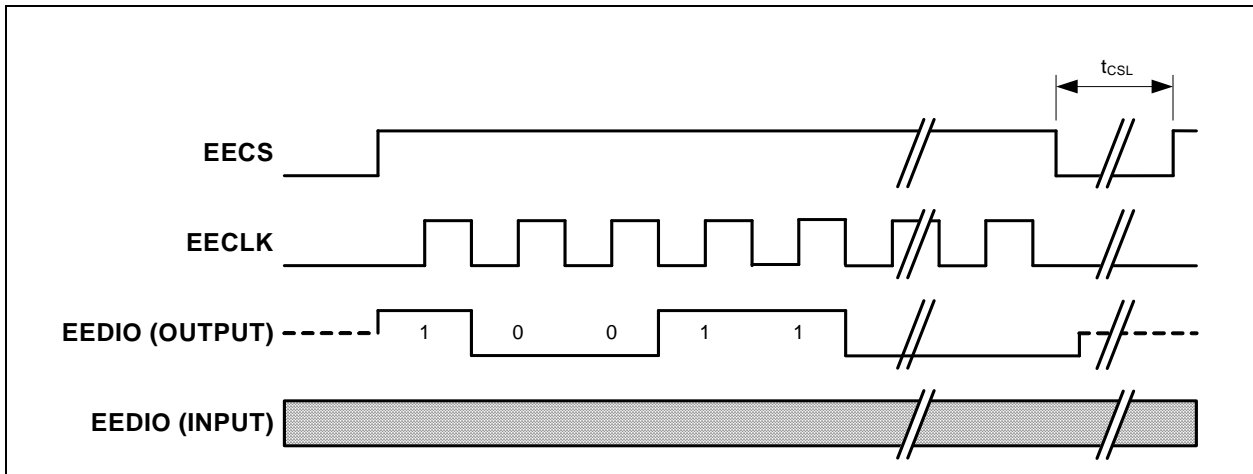 tCSL
EECS
EECLK
EEDIO (OUTPUT) 1 0 0 1 1
EEDIO (INPUT)